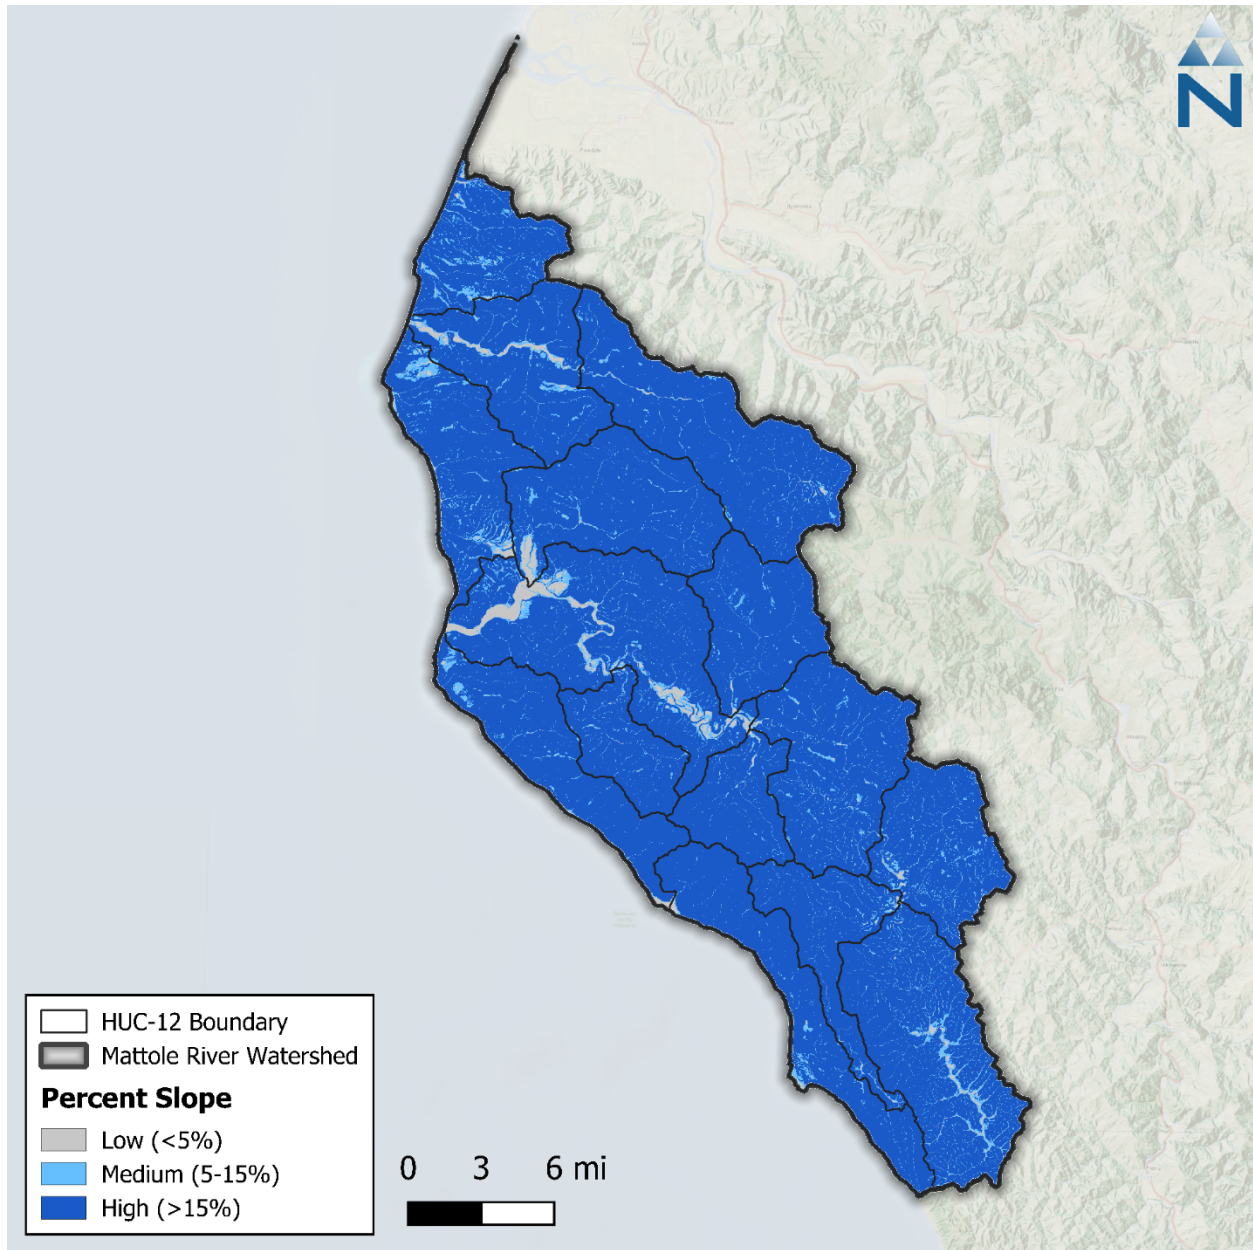 N
HUC-12 Boundary
Mattole River Watershed
Percent Slope
Low (<5%)
Medium (5-15%)
High (>15%)
0 3 6 mi